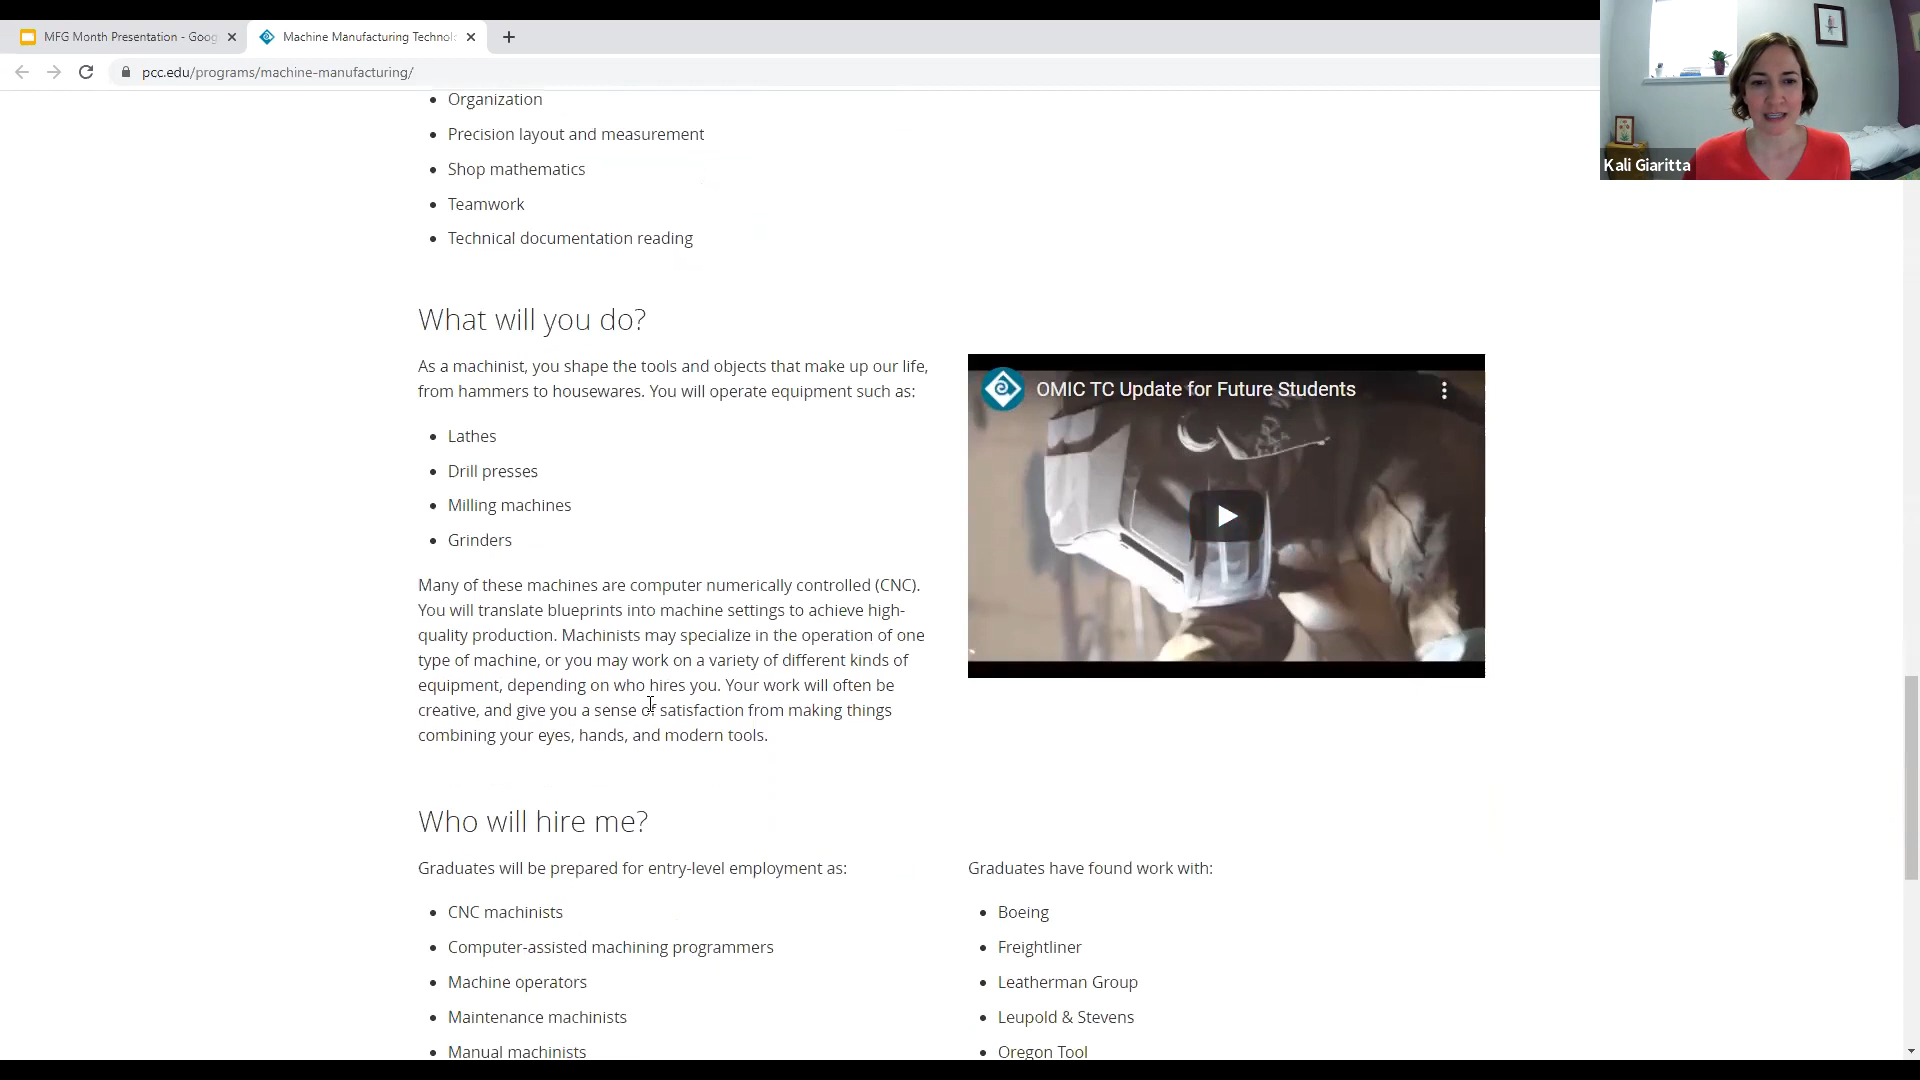 MFG Month Presentation - Goog
Machine Manufacturing Technol
pcc.edu/programs/machine-manufacturing/
Kali Giaritta
Organization
Precision layout and measurement
Shop mathematics
Teamwork
Technical documentation reading
What will you do?
As a machinist, you shape the tools and objects that make up our life,
from hammers to housewares. You will operate equipment such as:
Lathes
Drill presses
Milling machines
Grinders
Many of these machines are computer numerically controlled (CNC).
You will translate blueprints into machine settings to achieve high-
quality production. Machinists may specialize in the operation of one
type of machine, or you may work on a variety of different kinds of
equipment, depending on who hires you. Your work will often be
creative, and give you a sense of satisfaction from making things
combining your eyes, hands, and modern tools.
OMIC TC Update for Future Students
Who will hire me?
Graduates will be prepared for entry-level employment as:
CNC machinists
Computer-assisted machining programmers
Machine operators
Maintenance machinists
Manual machinists
Graduates have found work with:
Boeing
Freightliner
Leatherman Group
Leupold & Stevens
Oregon Tool